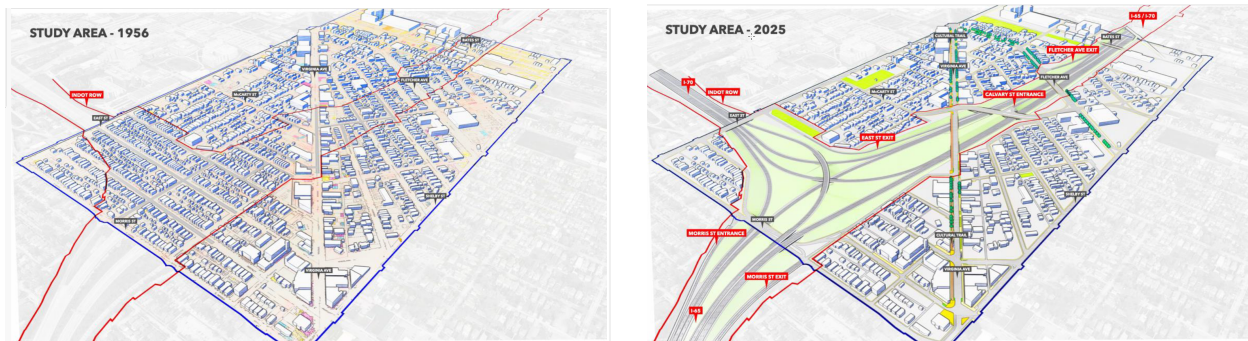 STUDY AREA - 1956
BATES ST
VIRGINIA AVE
FLETCHER AVE
McCARTY ST
INDOT ROW
EAST ST
SHELBY ST
MORRIS ST
VIRGINIA AVE
STUDY AREA - 2025
I-65 / I-70
CULTURAL TRAIL
BATES ST
FLETCHER AVE EXIT
VIRGINIA AVE
FLETCHER AVE
I-70
McCARTY ST
INDOT ROW
CALVARY ST ENTRANCE
EAST ST
EAST ST EXIT
SHELBY ST
MORRIS ST
MORRIS ST ENTRANCE
CULTURAL TRAIL
VIRGINIA AVE
MORRIS ST EXIT
I-65